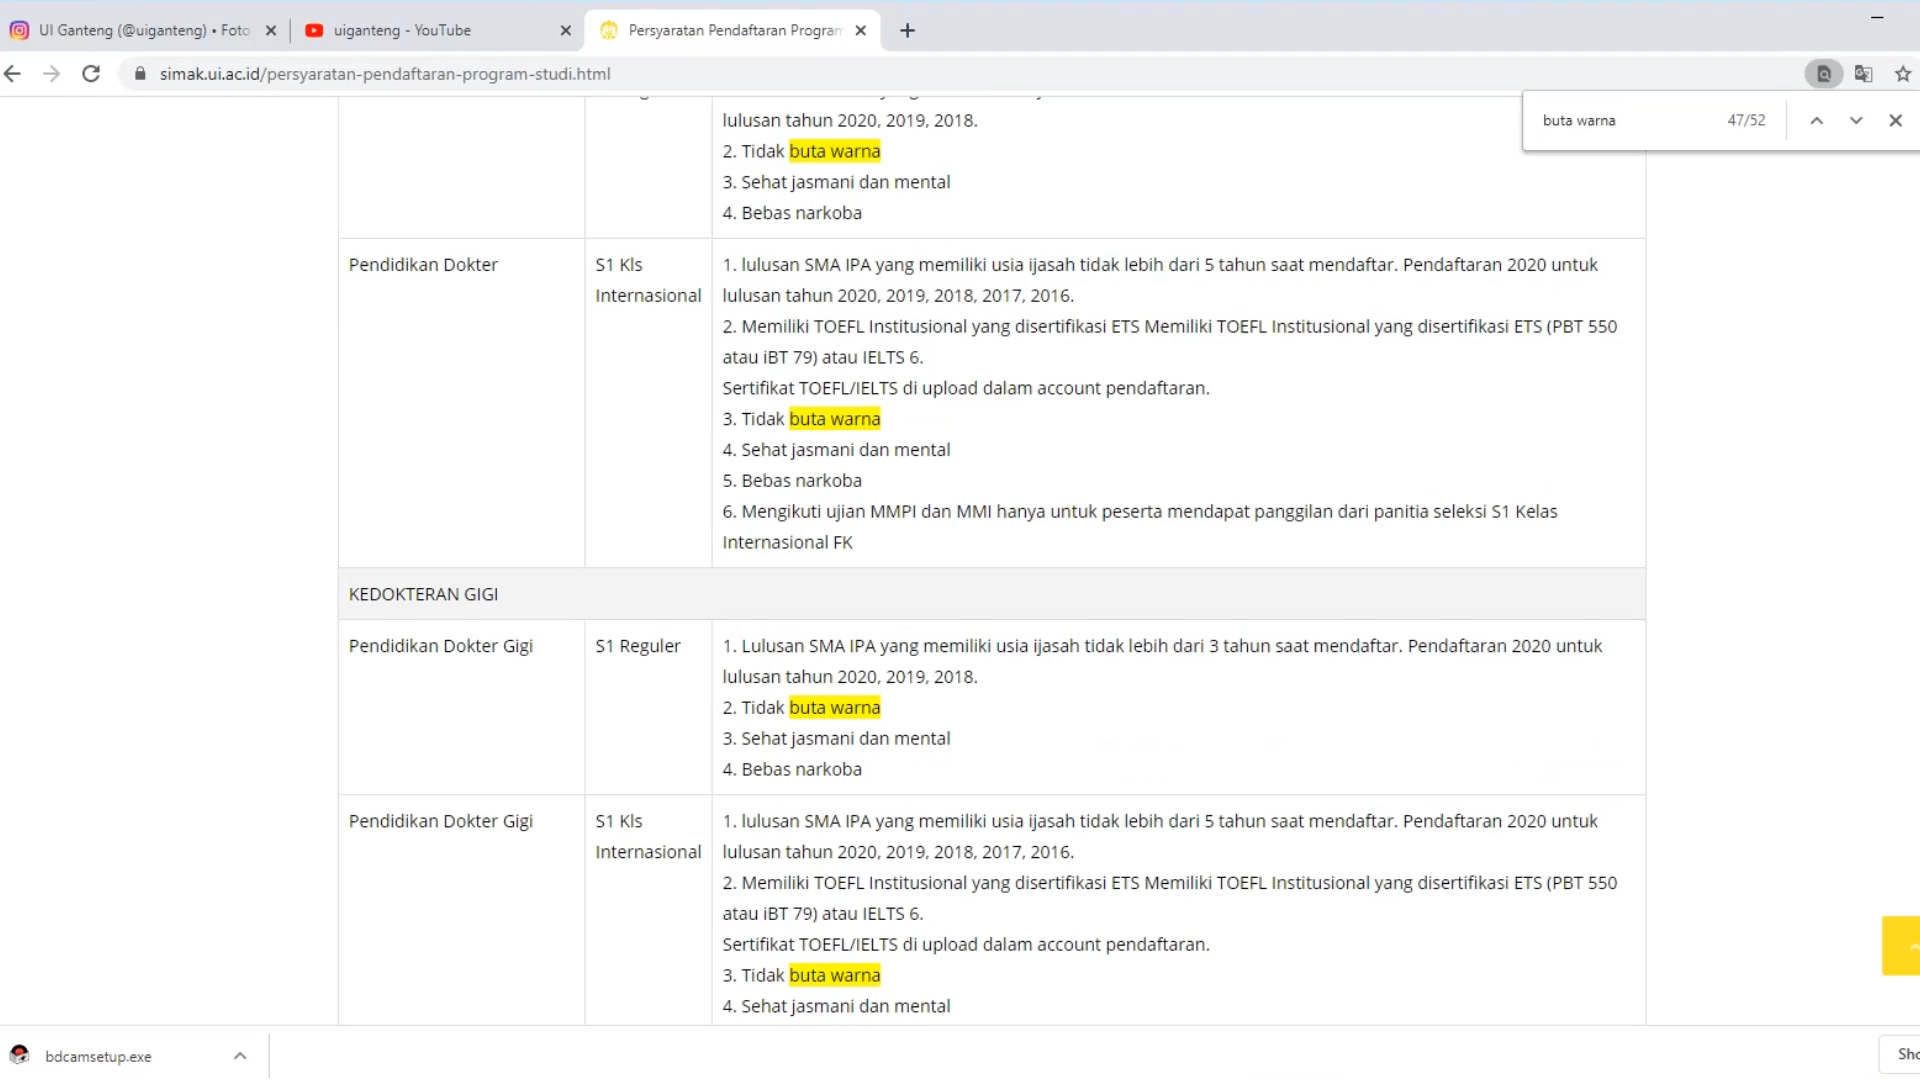 UI Ganteng (@uiganteng) • Foto
uiganteng - YouTube
Persyaratan Pendaftaran Program
simak.ui.ac.id/persyaratan-pendaftaran-program-studi.html
buta warna 47/52
lulusan tahun 2020, 2019, 2018.
2. Tidak buta warna
3. Sehat jasmani dan mental
4. Bebas narkoba
Pendidikan Dokter
S1 Kls
Internasional
1. lulusan SMA IPA yang memiliki usia ijasah tidak lebih dari 5 tahun saat mendaftar. Pendaftaran 2020 untuk
lulusan tahun 2020, 2019, 2018, 2017, 2016.
2. Memiliki TOEFL Institusional yang disertifikasi ETS Memiliki TOEFL Institusional yang disertifikasi ETS (PBT 550
atau iBT 79) atau IELTS 6.
Sertifikat TOEFL/IELTS di upload dalam account pendaftaran.
3. Tidak buta warna
4. Sehat jasmani dan mental
5. Bebas narkoba
6. Mengikuti ujian MMPI dan MMI hanya untuk peserta mendapat panggilan dari panitia seleksi S1 Kelas
Internasional FK
KEDOKTERAN GIGI
Pendidikan Dokter Gigi
S1 Reguler
1. Lulusan SMA IPA yang memiliki usia ijasah tidak lebih dari 3 tahun saat mendaftar. Pendaftaran 2020 untuk
lulusan tahun 2020, 2019, 2018.
2. Tidak buta warna
3. Sehat jasmani dan mental
4. Bebas narkoba
Pendidikan Dokter Gigi
S1 Kls
Internasional
1. lulusan SMA IPA yang memiliki usia ijasah tidak lebih dari 5 tahun saat mendaftar. Pendaftaran 2020 untuk
lulusan tahun 2020, 2019, 2018, 2017, 2016.
2. Memiliki TOEFL Institusional yang disertifikasi ETS Memiliki TOEFL Institusional yang disertifikasi ETS (PBT 550
atau iBT 79) atau IELTS 6.
Sertifikat TOEFL/IELTS di upload dalam account pendaftaran.
3. Tidak buta warna
4. Sehat jasmani dan mental
bdcamsetup.exe
Sho